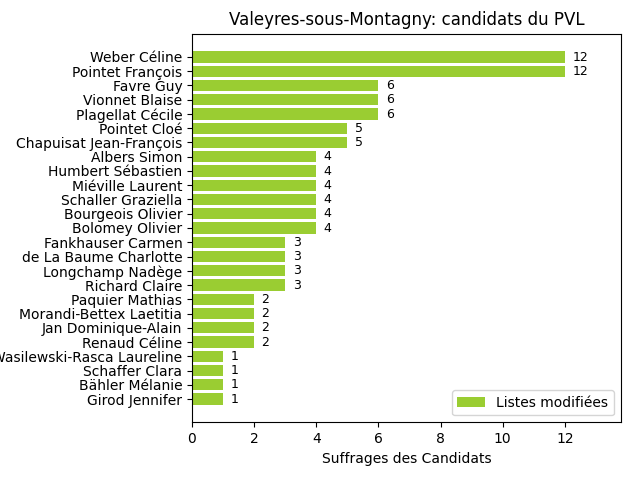 Valeyres-sous-Montagny: candidats du PVL
Weber Céline 12
Pointet François 12
Favre Guy 6
Vionnet Blaise 6
Plagellat Cécile 6
Pointet Cloé 5
Chapuisat Jean-François 5
Albers Simon 4
Humbert Sébastien 4
Miéville Laurent 4
Schaller Graziella 4
Bourgeois Olivier 4
Bolomey Olivier 4
Fankhauser Carmen 3
de La Baume Charlotte 3
Longchamp Nadège 3
Richard Claire 3
Paquier Mathias 2
Morandi-Bettex Laetitia 2
Jan Dominique-Alain 2
Renaud Céline 2
Wasilewski-Rasca Laureline 1
Schaffer Clara 1
Bähler Mélanie 1
Girod Jennifer 1
Listes modifiées
0 2 4 6 8 10 12
Suffrages des Candidats